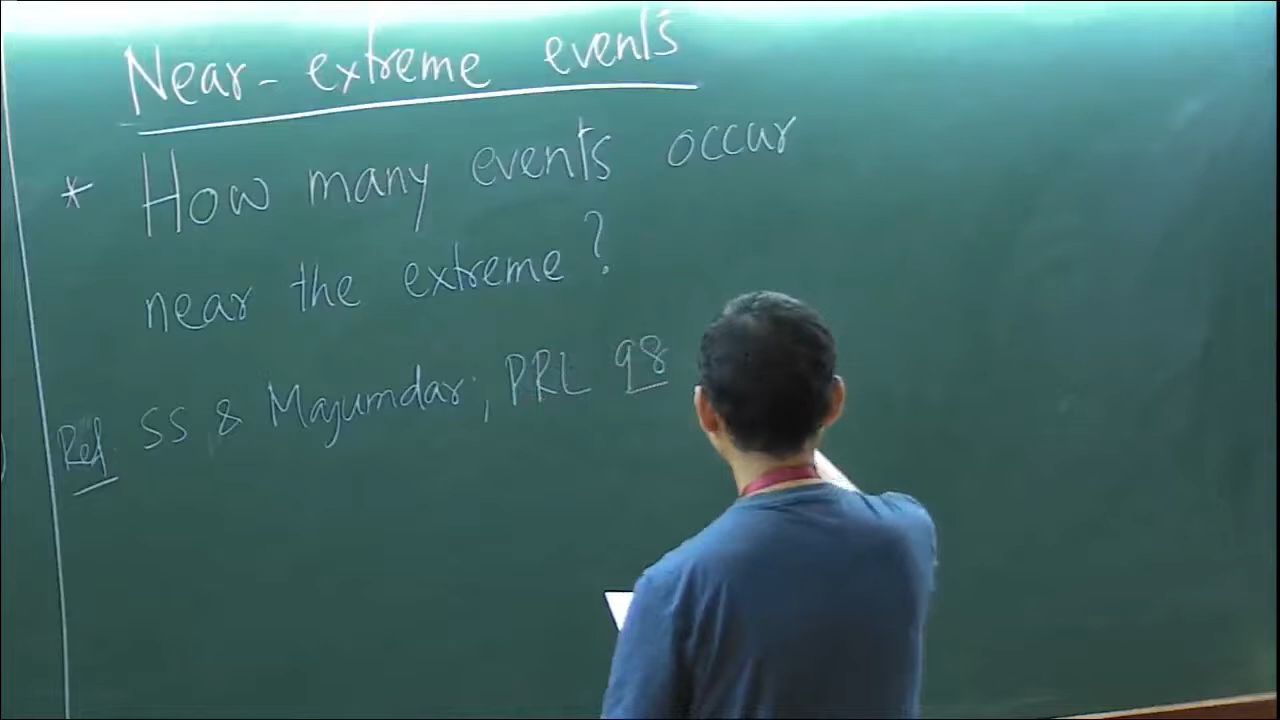 Near-extreme events
* How many events occur
near the extreme?
Ref. SS & Majumdar; PRL 98